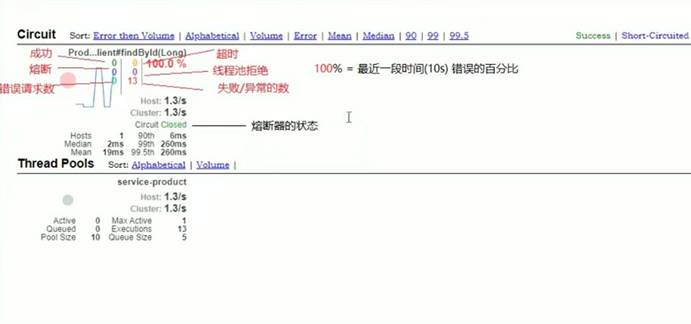 Circuit Sort: Error then Volume | Alphabetical | Volume | Error | Mean | Median | 90 | 99 | 99.5 Success | Short-Circuited
成功 Prod...lient#findById(Long) 超时
0 0 100.0 %
熔断 0 0 线程池拒绝
错误请求数 0 13 失败/异常的数
100% = 最近一段时间(10s) 错误的百分比
Host: 1.3/s
Cluster: 1.3/s
Circuit Closed 熔断器的状态
Hosts 1 90th 6ms
Median 2ms 99th 260ms
Mean 19ms 99.5th 260ms
Thread Pools Sort: Alphabetical | Volume |
service-product
Host: 1.3/s
Cluster: 1.3/s
Active 0 Max Active 1
Queued 0 Executions 13
Pool Size 10 Queue Size 5